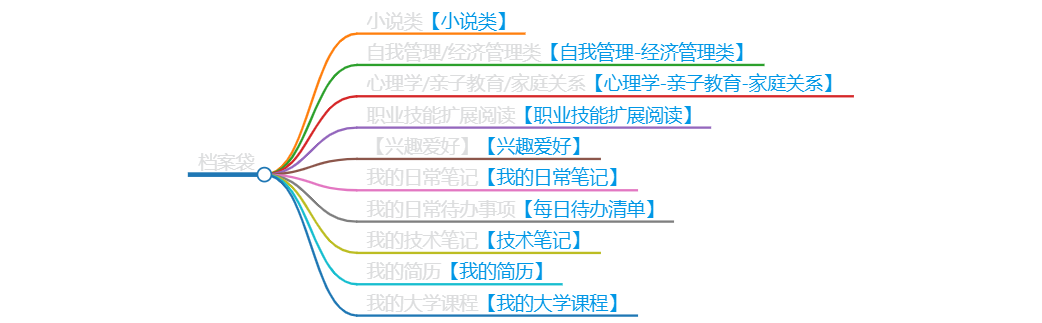 小说类【小说类】
自我管理/经济管理类【自我管理-经济管理类】
心理学/亲子教育/家庭关系【心理学-亲子教育-家庭关系】
职业技能扩展阅读【职业技能扩展阅读】
【兴趣爱好】【兴趣爱好】
档案袋
我的日常笔记【我的日常笔记】
我的日常待办事项【每日待办清单】
我的技术笔记【技术笔记】
我的简历【我的简历】
我的大学课程【我的大学课程】